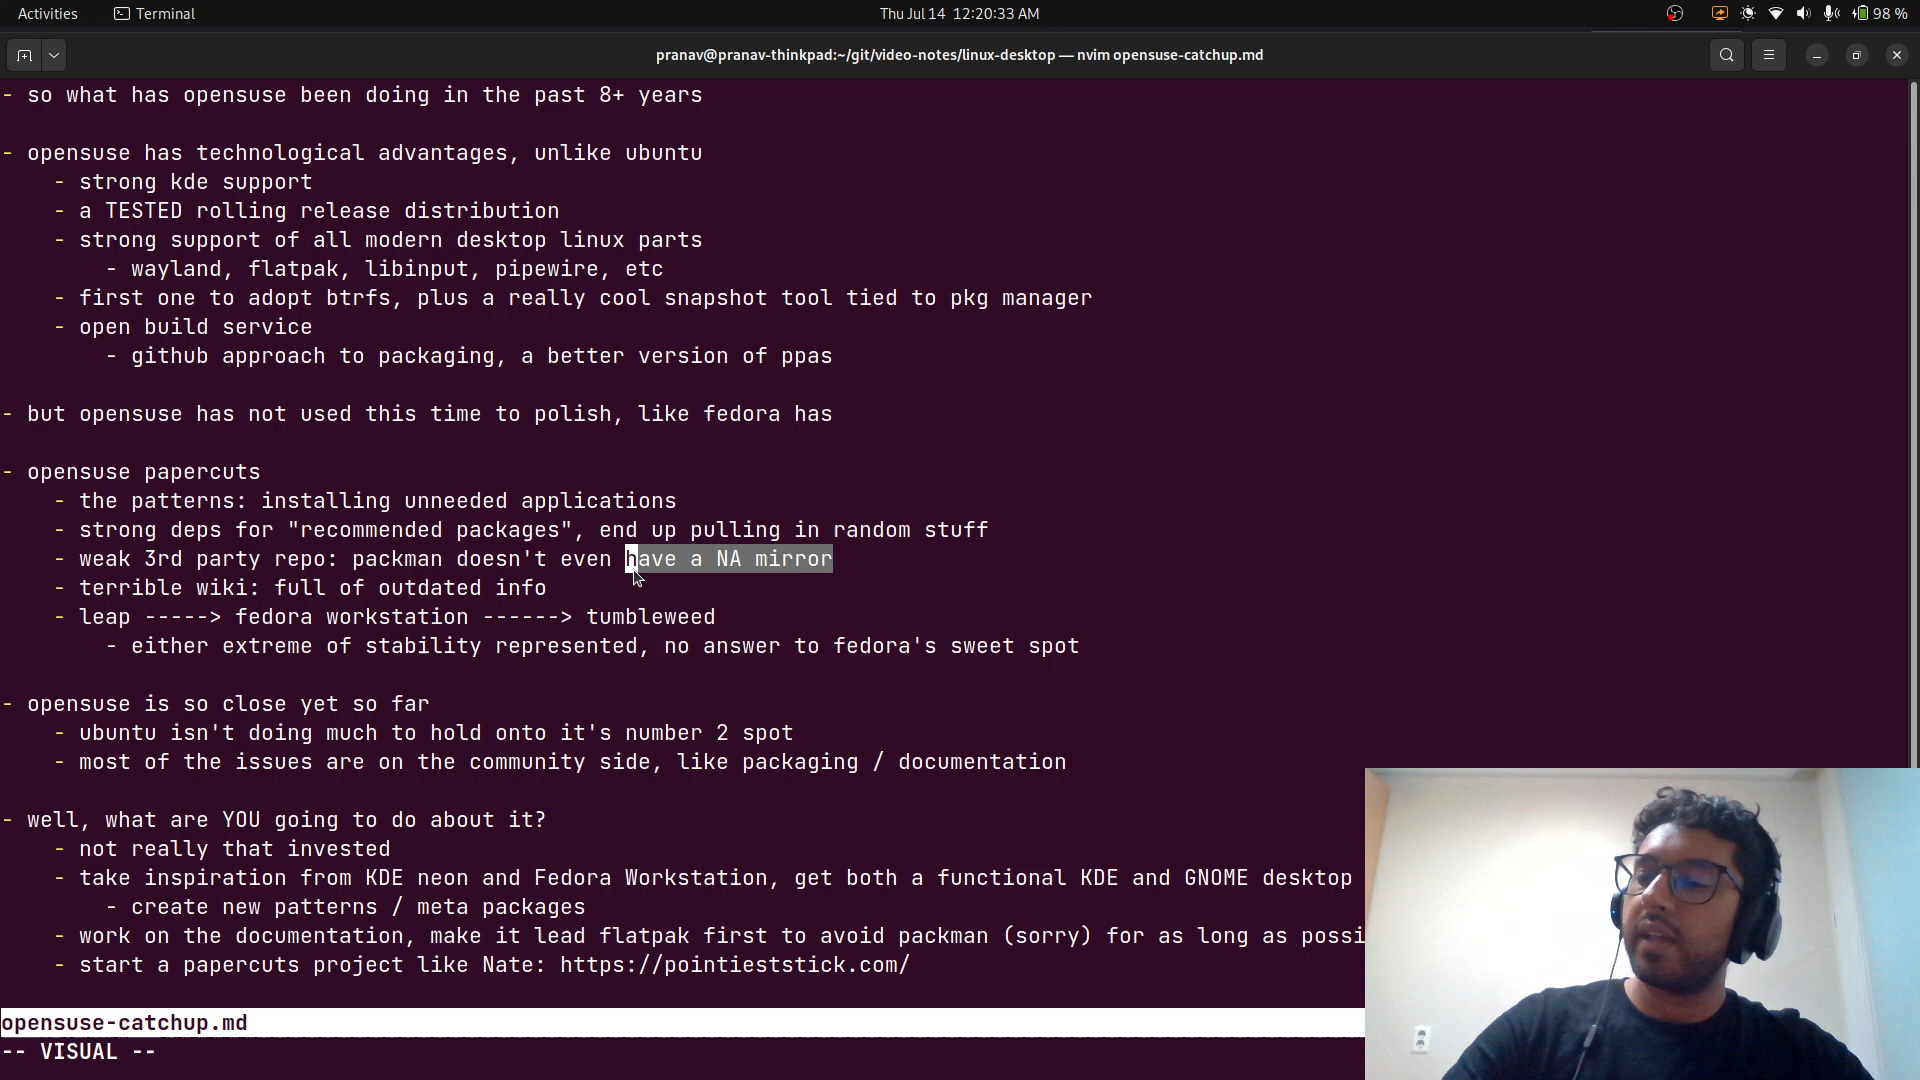 Activities
Terminal
Thu Jul 14 12:20:33 AM
98 %
pranav@pranav-thinkpad:~/git/video-notes/linux-desktop — nvim opensuse-catchup.md
- so what has opensuse been doing in the past 8+ years
- opensuse has technological advantages, unlike ubuntu
- strong kde support
- a TESTED rolling release distribution
- strong support of all modern desktop linux parts
- wayland, flatpak, libinput, pipewire, etc
- first one to adopt btrfs, plus a really cool snapshot tool tied to pkg manager
- open build service
- github approach to packaging, a better version of ppas
- but opensuse has not used this time to polish, like fedora has
- opensuse papercuts
- the patterns: installing unneeded applications
- strong deps for "recommended packages", end up pulling in random stuff
- weak 3rd party repo: packman doesn't even have a NA mirror
- terrible wiki: full of outdated info
- leap -----> fedora workstation ------> tumbleweed
- either extreme of stability represented, no answer to fedora's sweet spot
- opensuse is so close yet so far
- ubuntu isn't doing much to hold onto it's number 2 spot
- most of the issues are on the community side, like packaging / documentation
- well, what are YOU going to do about it?
- not really that invested
- take inspiration from KDE neon and Fedora Workstation, get both a functional KDE and GNOME desktop
- create new patterns / meta packages
- work on the documentation, make it lead flatpak first to avoid packman (sorry) for as long as possi
- start a papercuts project like Nate: https://pointieststick.com/
opensuse-catchup.md
-- VISUAL --